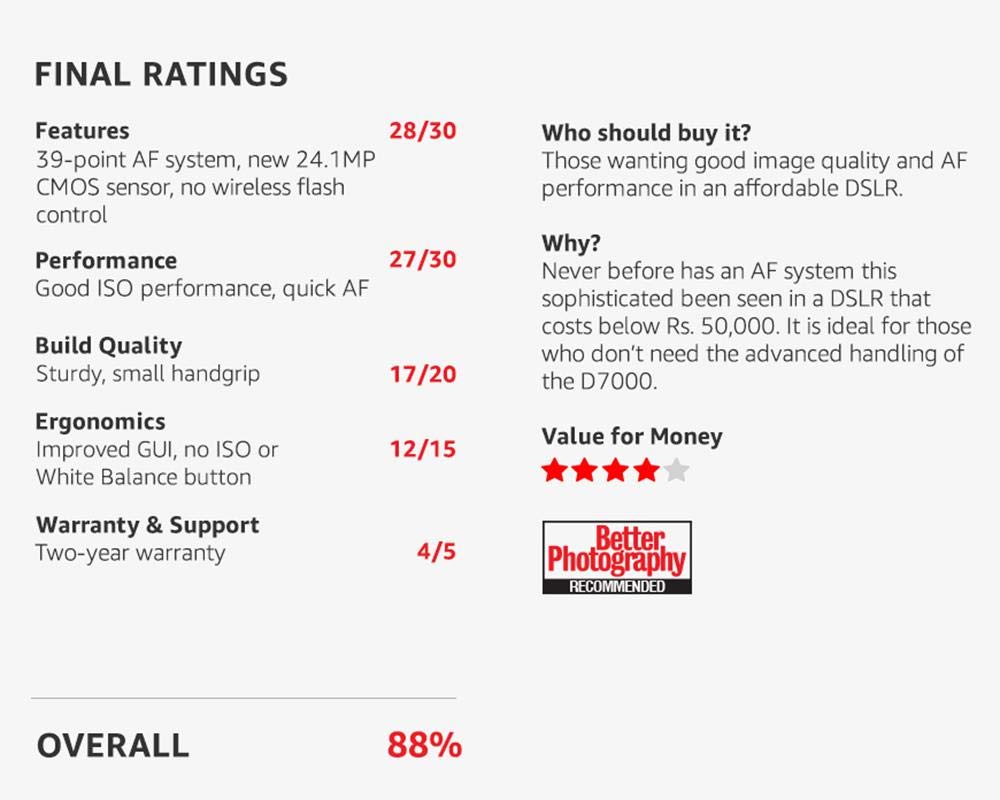 FINAL RATINGS
Features 28/30
39-point AF system, new 24.1MP
CMOS sensor, no wireless flash
control
Performance 27/30
Good ISO performance, quick AF
Build Quality
Sturdy, small handgrip 17/20
Ergonomics
Improved GUI, no ISO or 12/15
White Balance button
Warranty & Support
Two-year warranty 4/5
OVERALL 88%
Who should buy it?
Those wanting good image quality and AF
performance in an affordable DSLR.
Why?
Never before has an AF system this
sophisticated been seen in a DSLR that
costs below Rs. 50,000. It is ideal for those
who don't need the advanced handling of
the D7000.
Value for Money
Better
Photography
RECOMMENDED